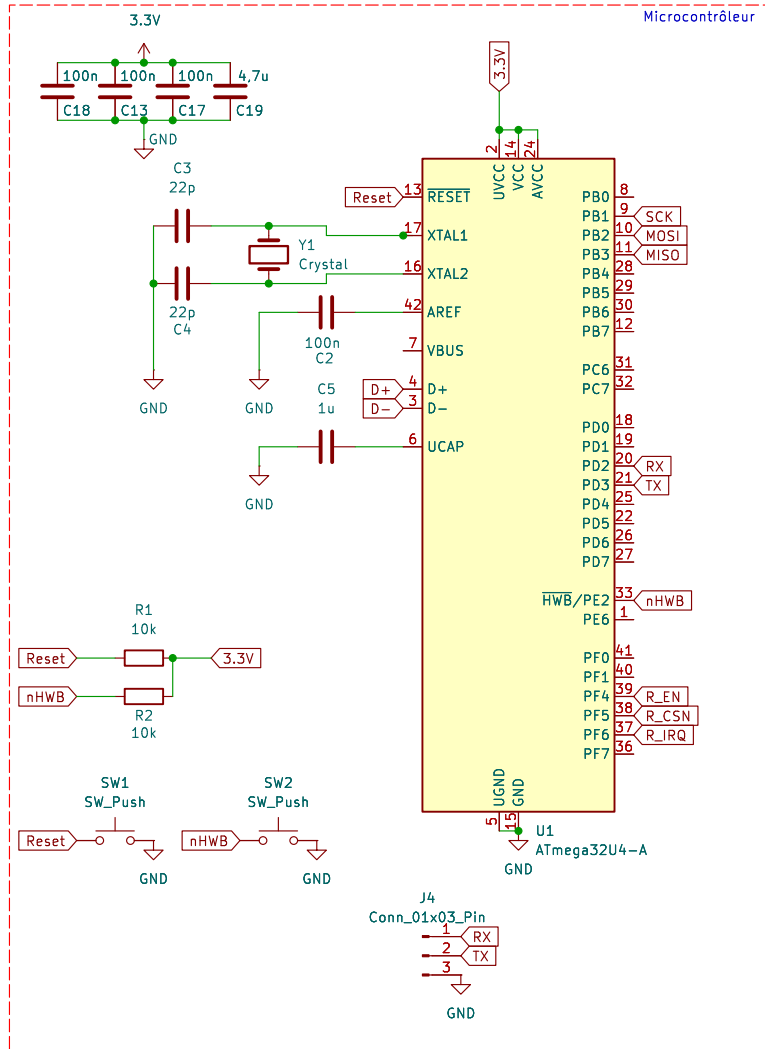 Microcontrôleur
3.3V
100n
100n
100n
4,7u
C18
C13
C17
C19
GND
3.3V
2
14
24
UVCC
VCC
AVCC
C3
22p
Reset
13
RESET
17
XTAL1
Y1
Crystal
16
XTAL2
22p
C4
42
AREF
100n
C2
7
VBUS
GND
GND
D+
4
D+
D-
3
D-
C5
1u
6
UCAP
GND
PB0
8
PB1
9
SCK
PB2
10
MOSI
PB3
11
MISO
PB4
28
PB5
29
PB6
30
PB7
12
PC6
31
PC7
32
PD0
18
PD1
19
PD2
20
RX
PD3
21
TX
PD4
25
PD5
22
PD6
26
PD7
27
HWB/PE2
33
nHWB
PE6
1
PF0
41
PF1
40
PF4
39
R_EN
PF5
38
R_CSN
PF6
37
R_IRQ
PF7
36
UGND
GND
5
15
U1
ATmega32U4-A
GND
R1
10k
Reset
3.3V
nHWB
R2
10k
SW1
SW_Push
Reset
GND
SW2
SW_Push
nHWB
GND
J4
Conn_01x03_Pin
1
RX
2
TX
3
GND